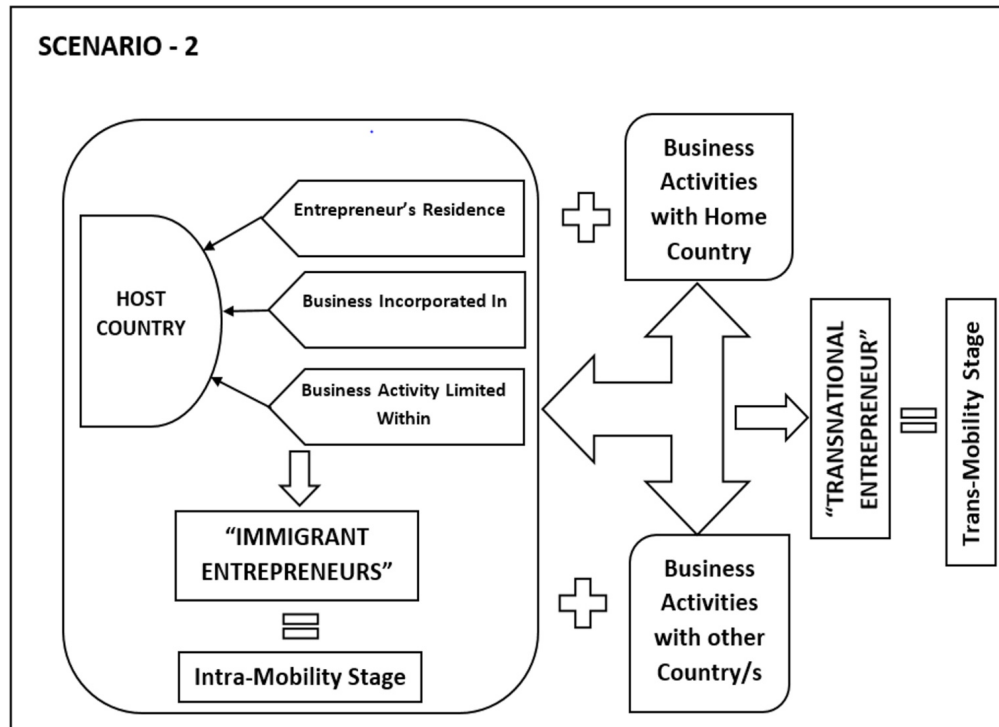 SCENARIO - 2
HOST
COUNTRY
Entrepreneur’s Residence
Business Incorporated In
Business Activity Limited
Within
“IMMIGRANT
ENTREPRENEURS”
Intra-Mobility Stage
Business
Activities
with Home
Country
Business
Activities
with other
Country/s
“TRANSNATIONAL
ENTREPRENEUR”
Trans-Mobility Stage